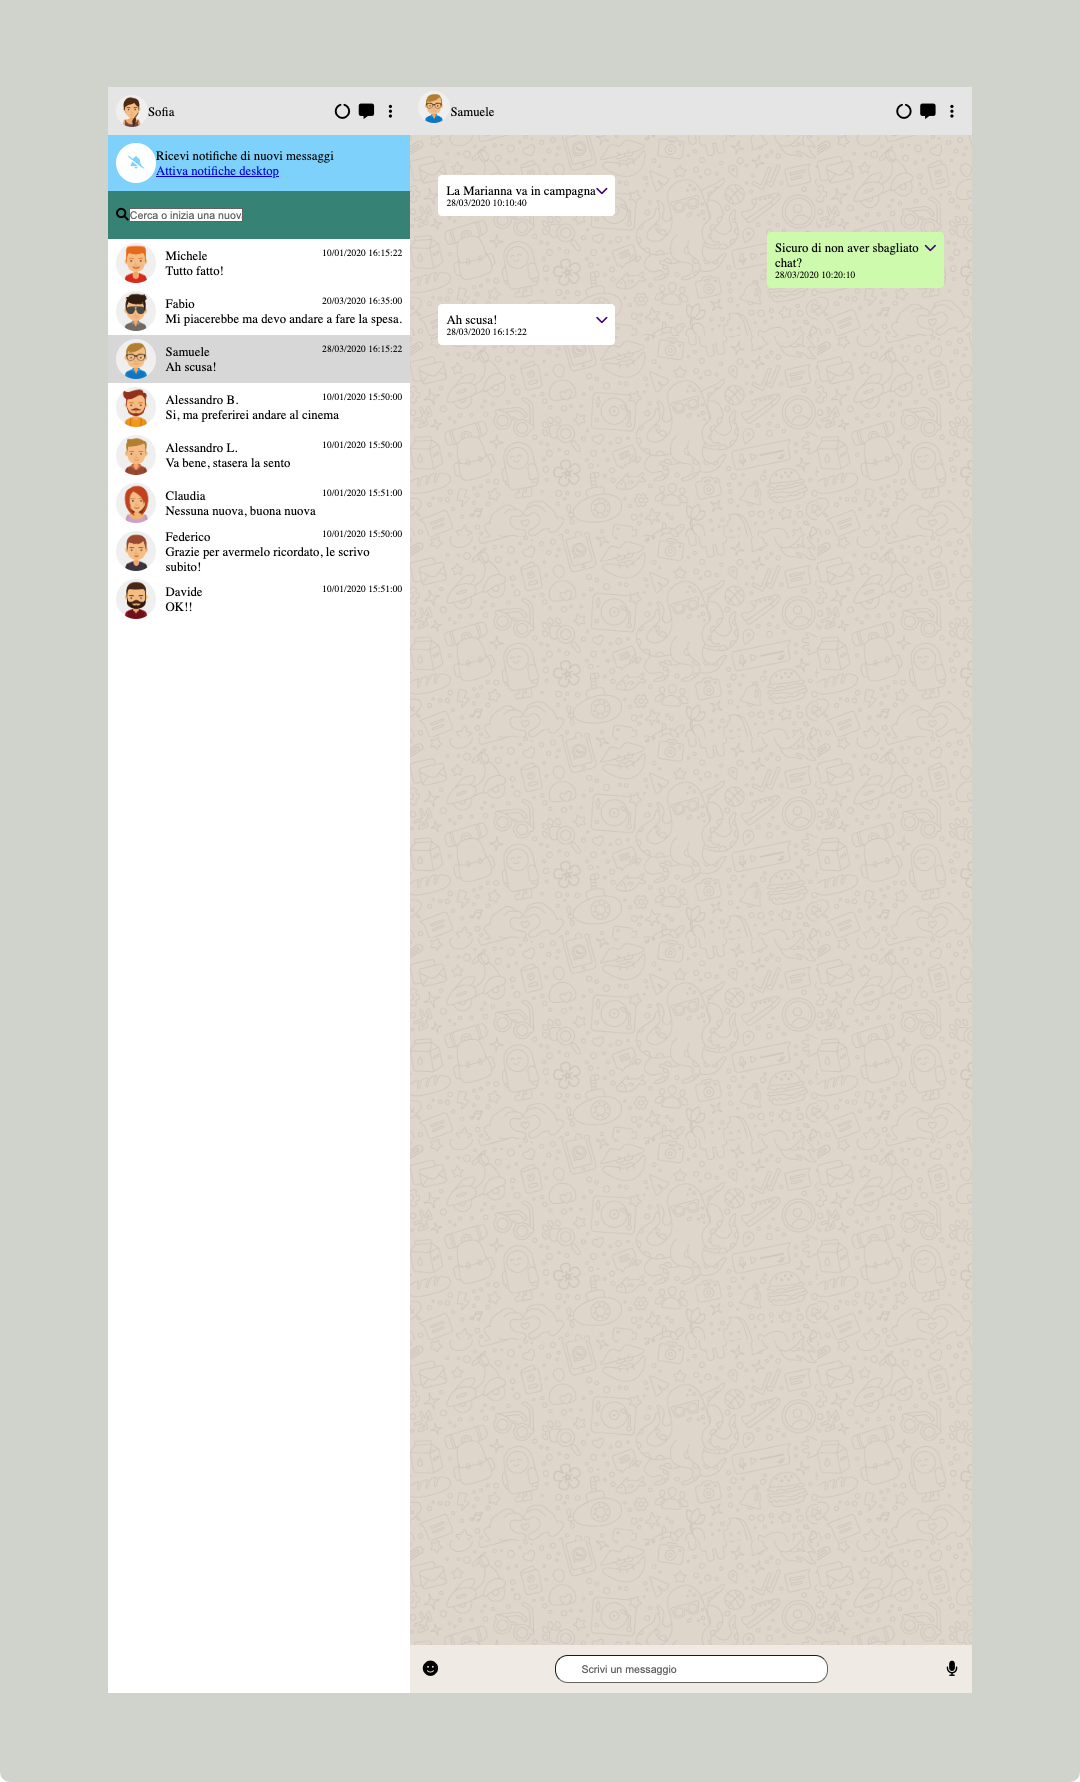 Sofia
Ricevi notifiche di nuovi messaggi
Attiva notifiche desktop
Cerca o inizia una nuov
Michele 10/01/2020 16:15:22
Tutto fatto!
Fabio 20/03/2020 16:35:00
Mi piacerebbe ma devo andare a fare la spesa.
Samuele 28/03/2020 16:15:22
Ah scusa!
Alessandro B. 10/01/2020 15:50:00
Si, ma preferirei andare al cinema
Alessandro L. 10/01/2020 15:50:00
Va bene, stasera la sento
Claudia 10/01/2020 15:51:00
Nessuna nuova, buona nuova
Federico 10/01/2020 15:50:00
Grazie per avermelo ricordato, le scrivo
subito!
Davide 10/01/2020 15:51:00
OK!!
Samuele
La Marianna va in campagna
28/03/2020 10:10:40
Sicuro di non aver sbagliato
chat?
28/03/2020 10:20:10
Ah scusa!
28/03/2020 16:15:22
Scrivi un messaggio